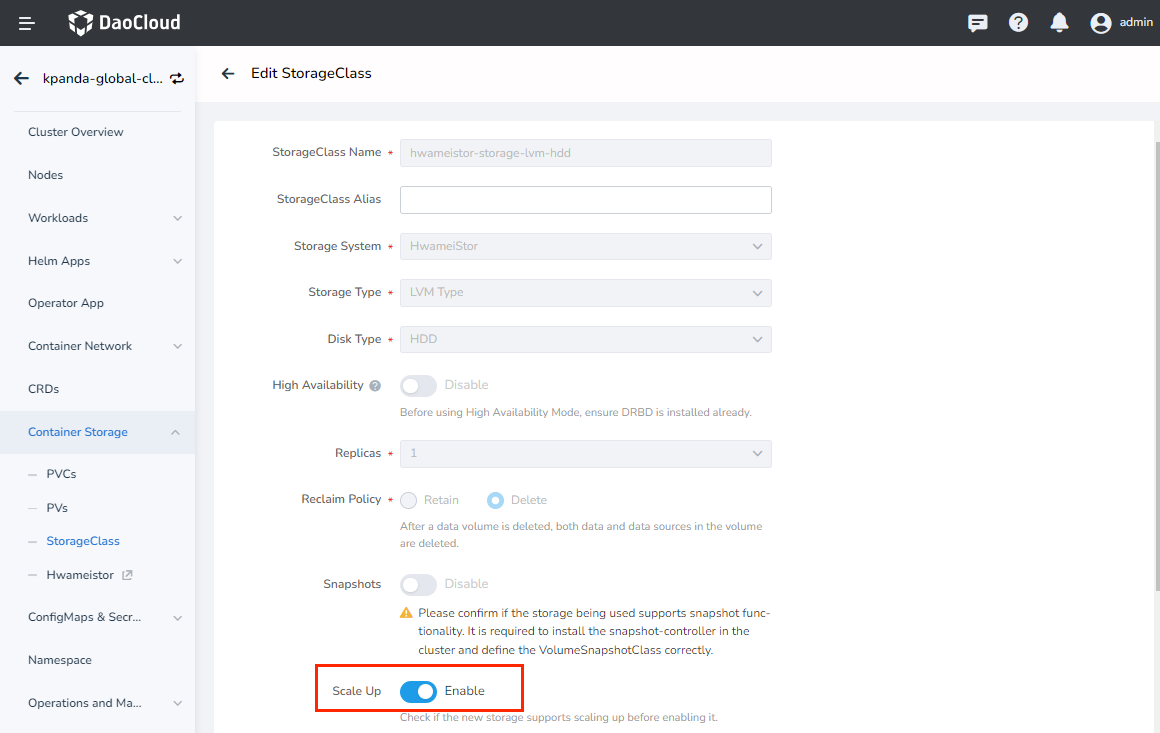 DaoCloud
admin
kpanda-global-cl...
Edit StorageClass
Cluster Overview
Nodes
Workloads
Helm Apps
Operator App
Container Network
CRDs
Container Storage
PVCs
PVs
StorageClass
Hwameistor
ConfigMaps & Secr...
Namespace
Operations and Ma...
StorageClass Name *
hwameistor-storage-lvm-hdd
StorageClass Alias
Storage System *
HwameiStor
Storage Type *
LVM Type
Disk Type *
HDD
High Availability ?
Disable
Before using High Availability Mode, ensure DRBD is installed already.
Replicas *
1
Reclaim Policy *
Retain
Delete
After a data volume is deleted, both data and data sources in the volume
are deleted.
Snapshots
Disable
Please confirm if the storage being used supports snapshot func-
tionality. It is required to install the snapshot-controller in the
cluster and define the VolumeSnapshotClass correctly.
Scale Up
Enable
Check if the new storage supports scaling up before enabling it.